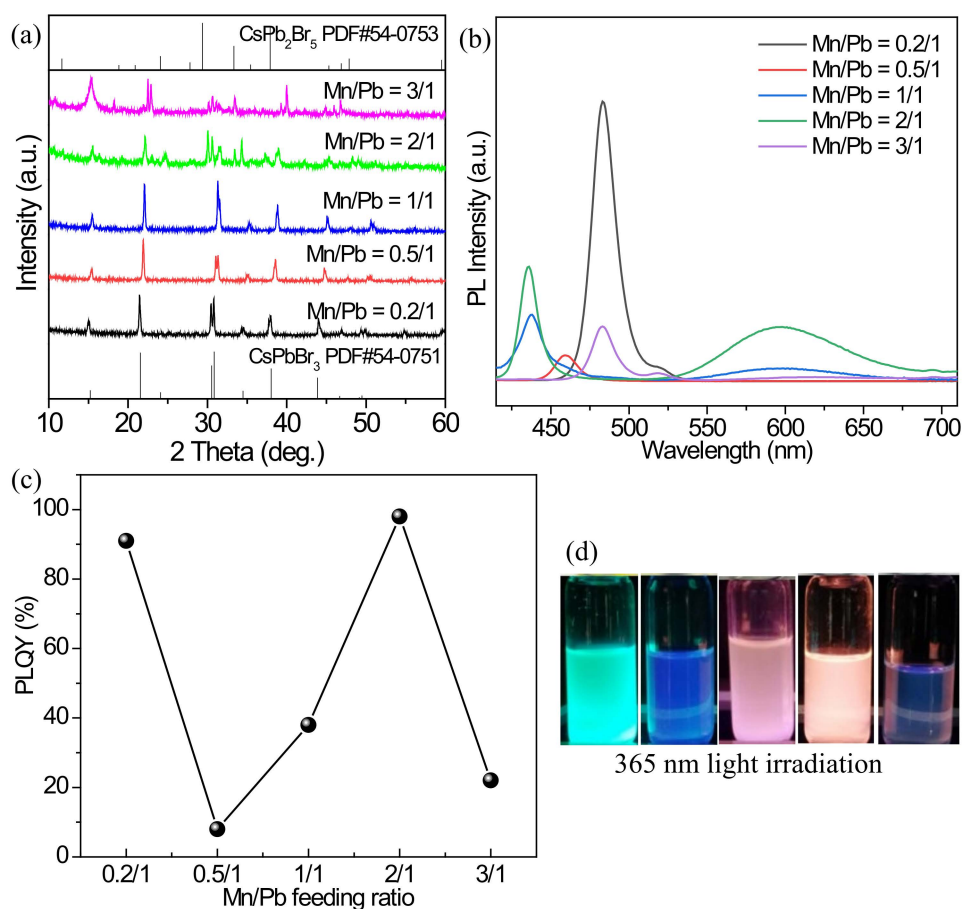 (a)
CsPb₂Br₅ PDF#54-0753
Mn/Pb = 3/1
Mn/Pb = 2/1
Mn/Pb = 1/1
Mn/Pb = 0.5/1
Mn/Pb = 0.2/1
CsPbBr₃ PDF#54-0751
Intensity (a.u.)
10 20 30 40 50 60
2 Theta (deg.)
(b)
Mn/Pb = 0.2/1
Mn/Pb = 0.5/1
Mn/Pb = 1/1
Mn/Pb = 2/1
Mn/Pb = 3/1
PL Intensity (a.u.)
450 500 550 600 650 700
Wavelength (nm)
(c)
100
80
60
40
20
0
PLQY (%)
0.2/1 0.5/1 1/1 2/1 3/1
Mn/Pb feeding ratio
(d)
365 nm light irradiation